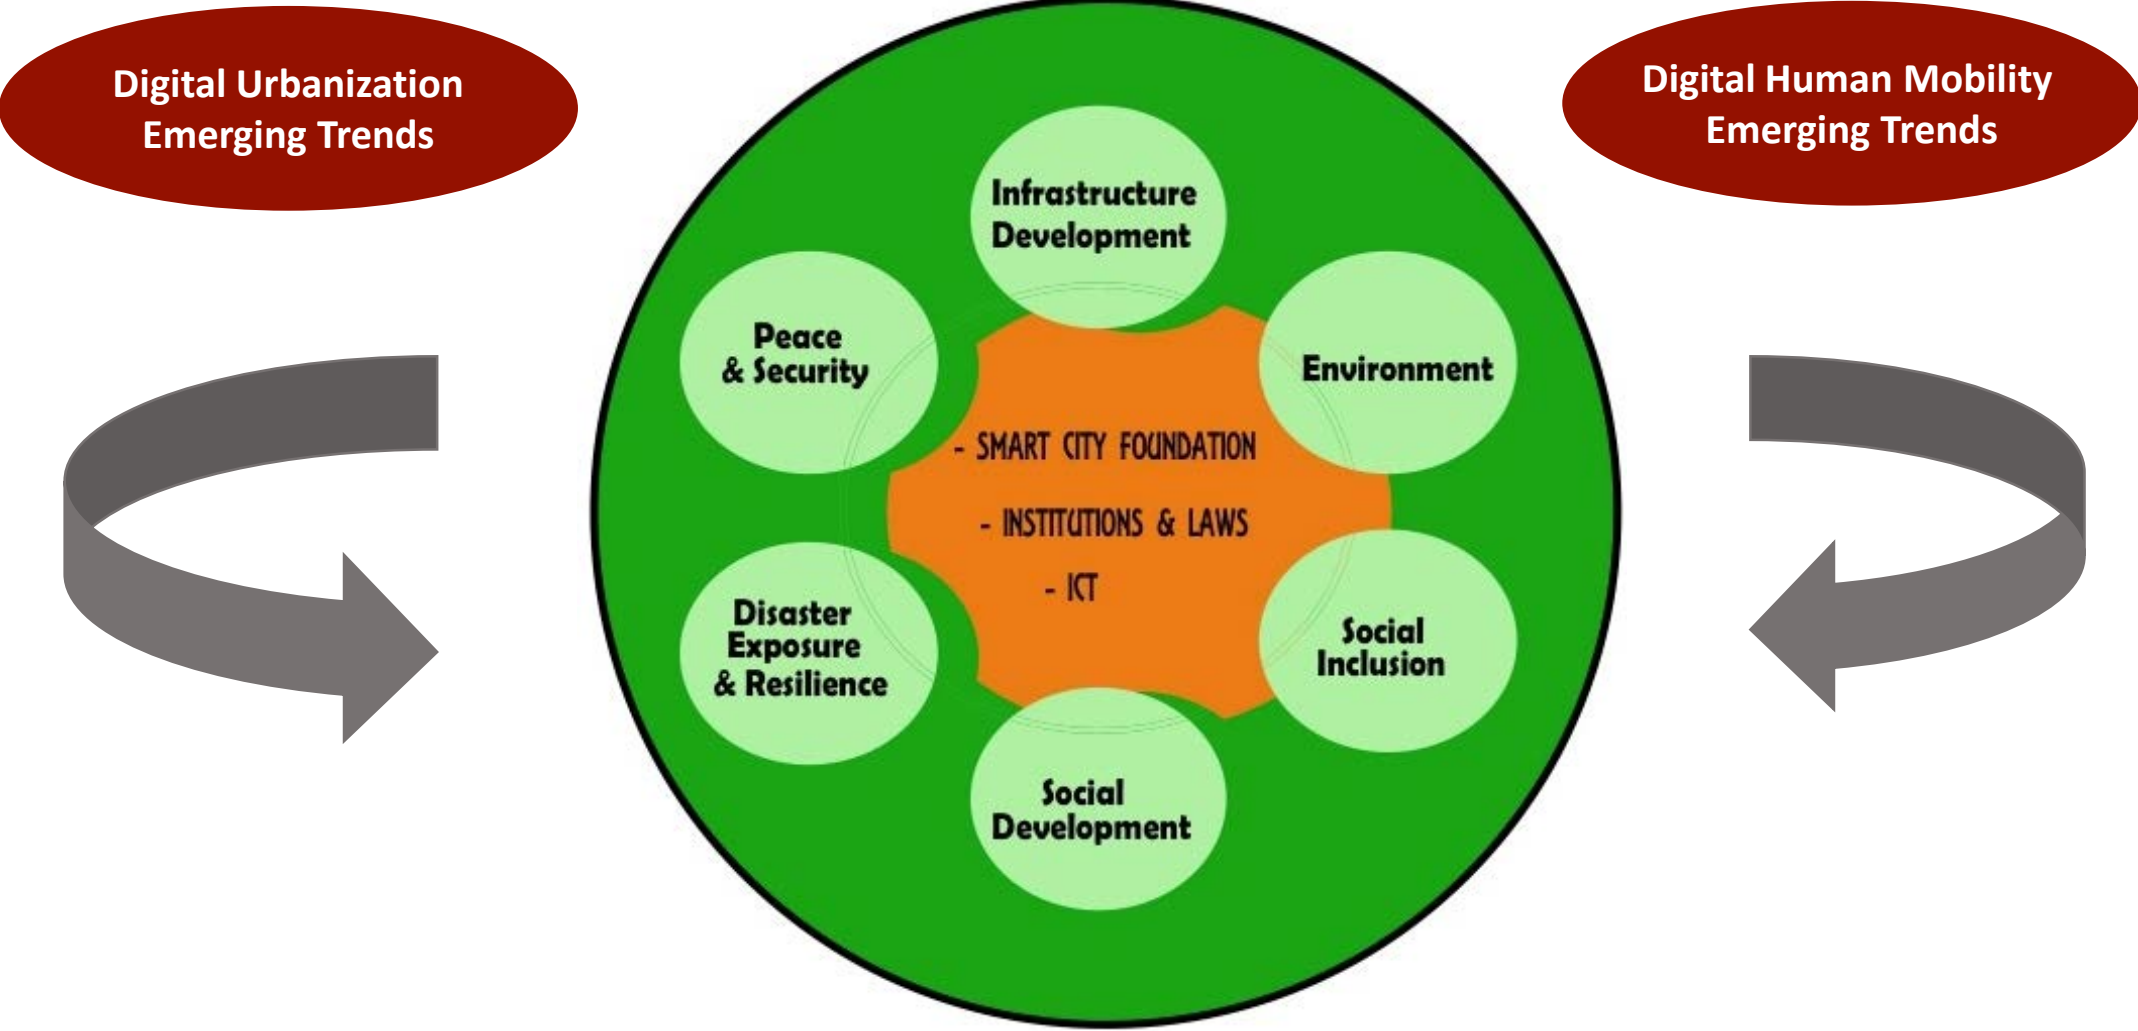 Digital Urbanization
Emerging Trends
Digital Human Mobility
Emerging Trends
Infrastructure
Development
Peace
& Security
Environment
- SMART CITY FOUNDATION
- INSTITUTIONS & LAWS
- ICT
Disaster
Exposure
& Resilience
Social
Inclusion
Social
Development